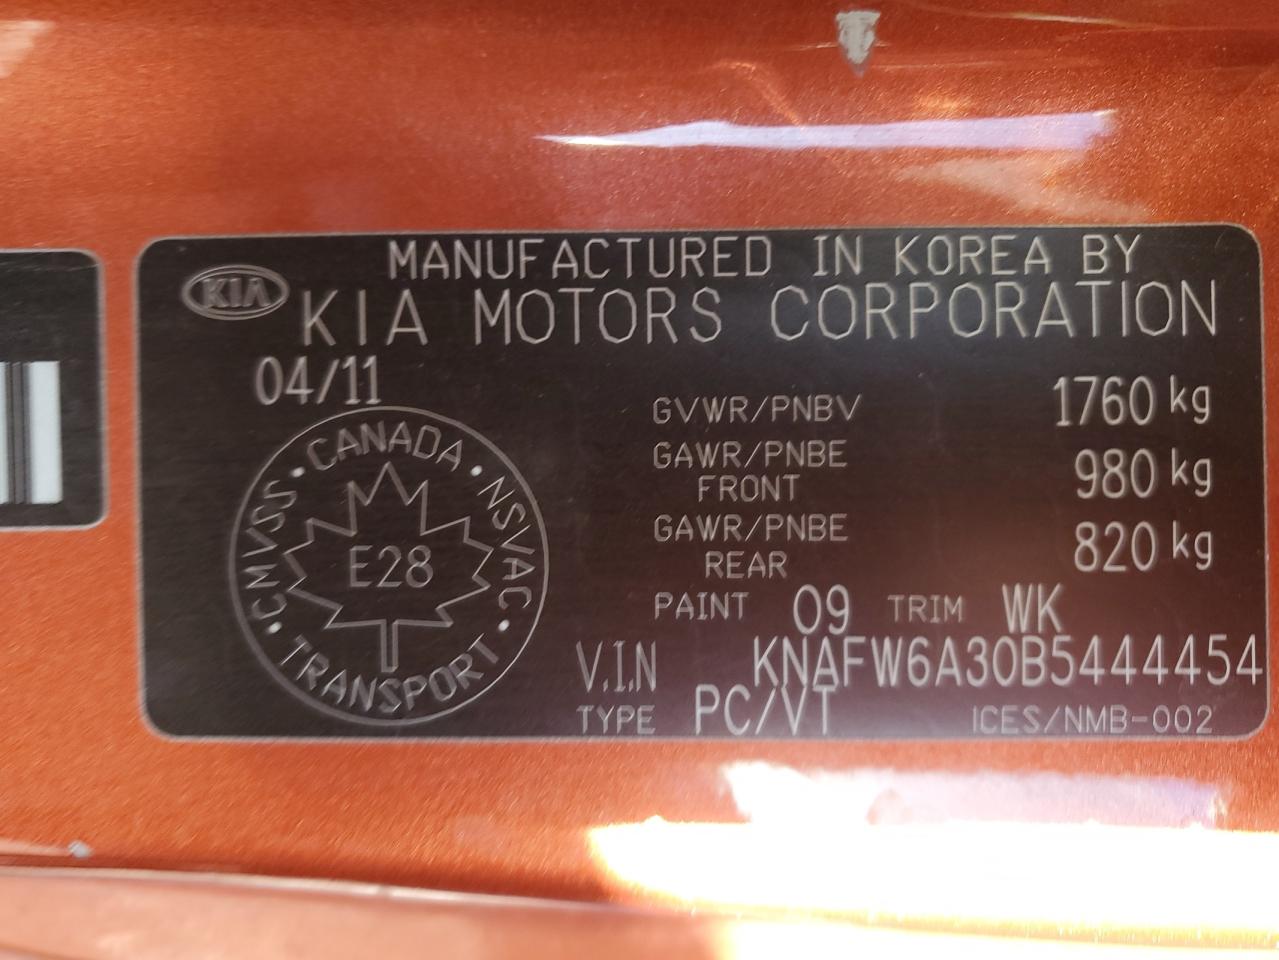 MANUFACTURED IN KOREA BY
KIA
KIA MOTORS CORPORATION
04/11
GVWR/PNBV 1760 kg
GAWR/PNBE FRONT 980 kg
GAWR/PNBE REAR 820 kg
CANADA • NSVAC • TRANSPORT • CMVSS •
E28
PAINT 09 TRIM WK
V.I.N KNAFW6A30B5444454
TYPE PC/VT ICES/NMB-002